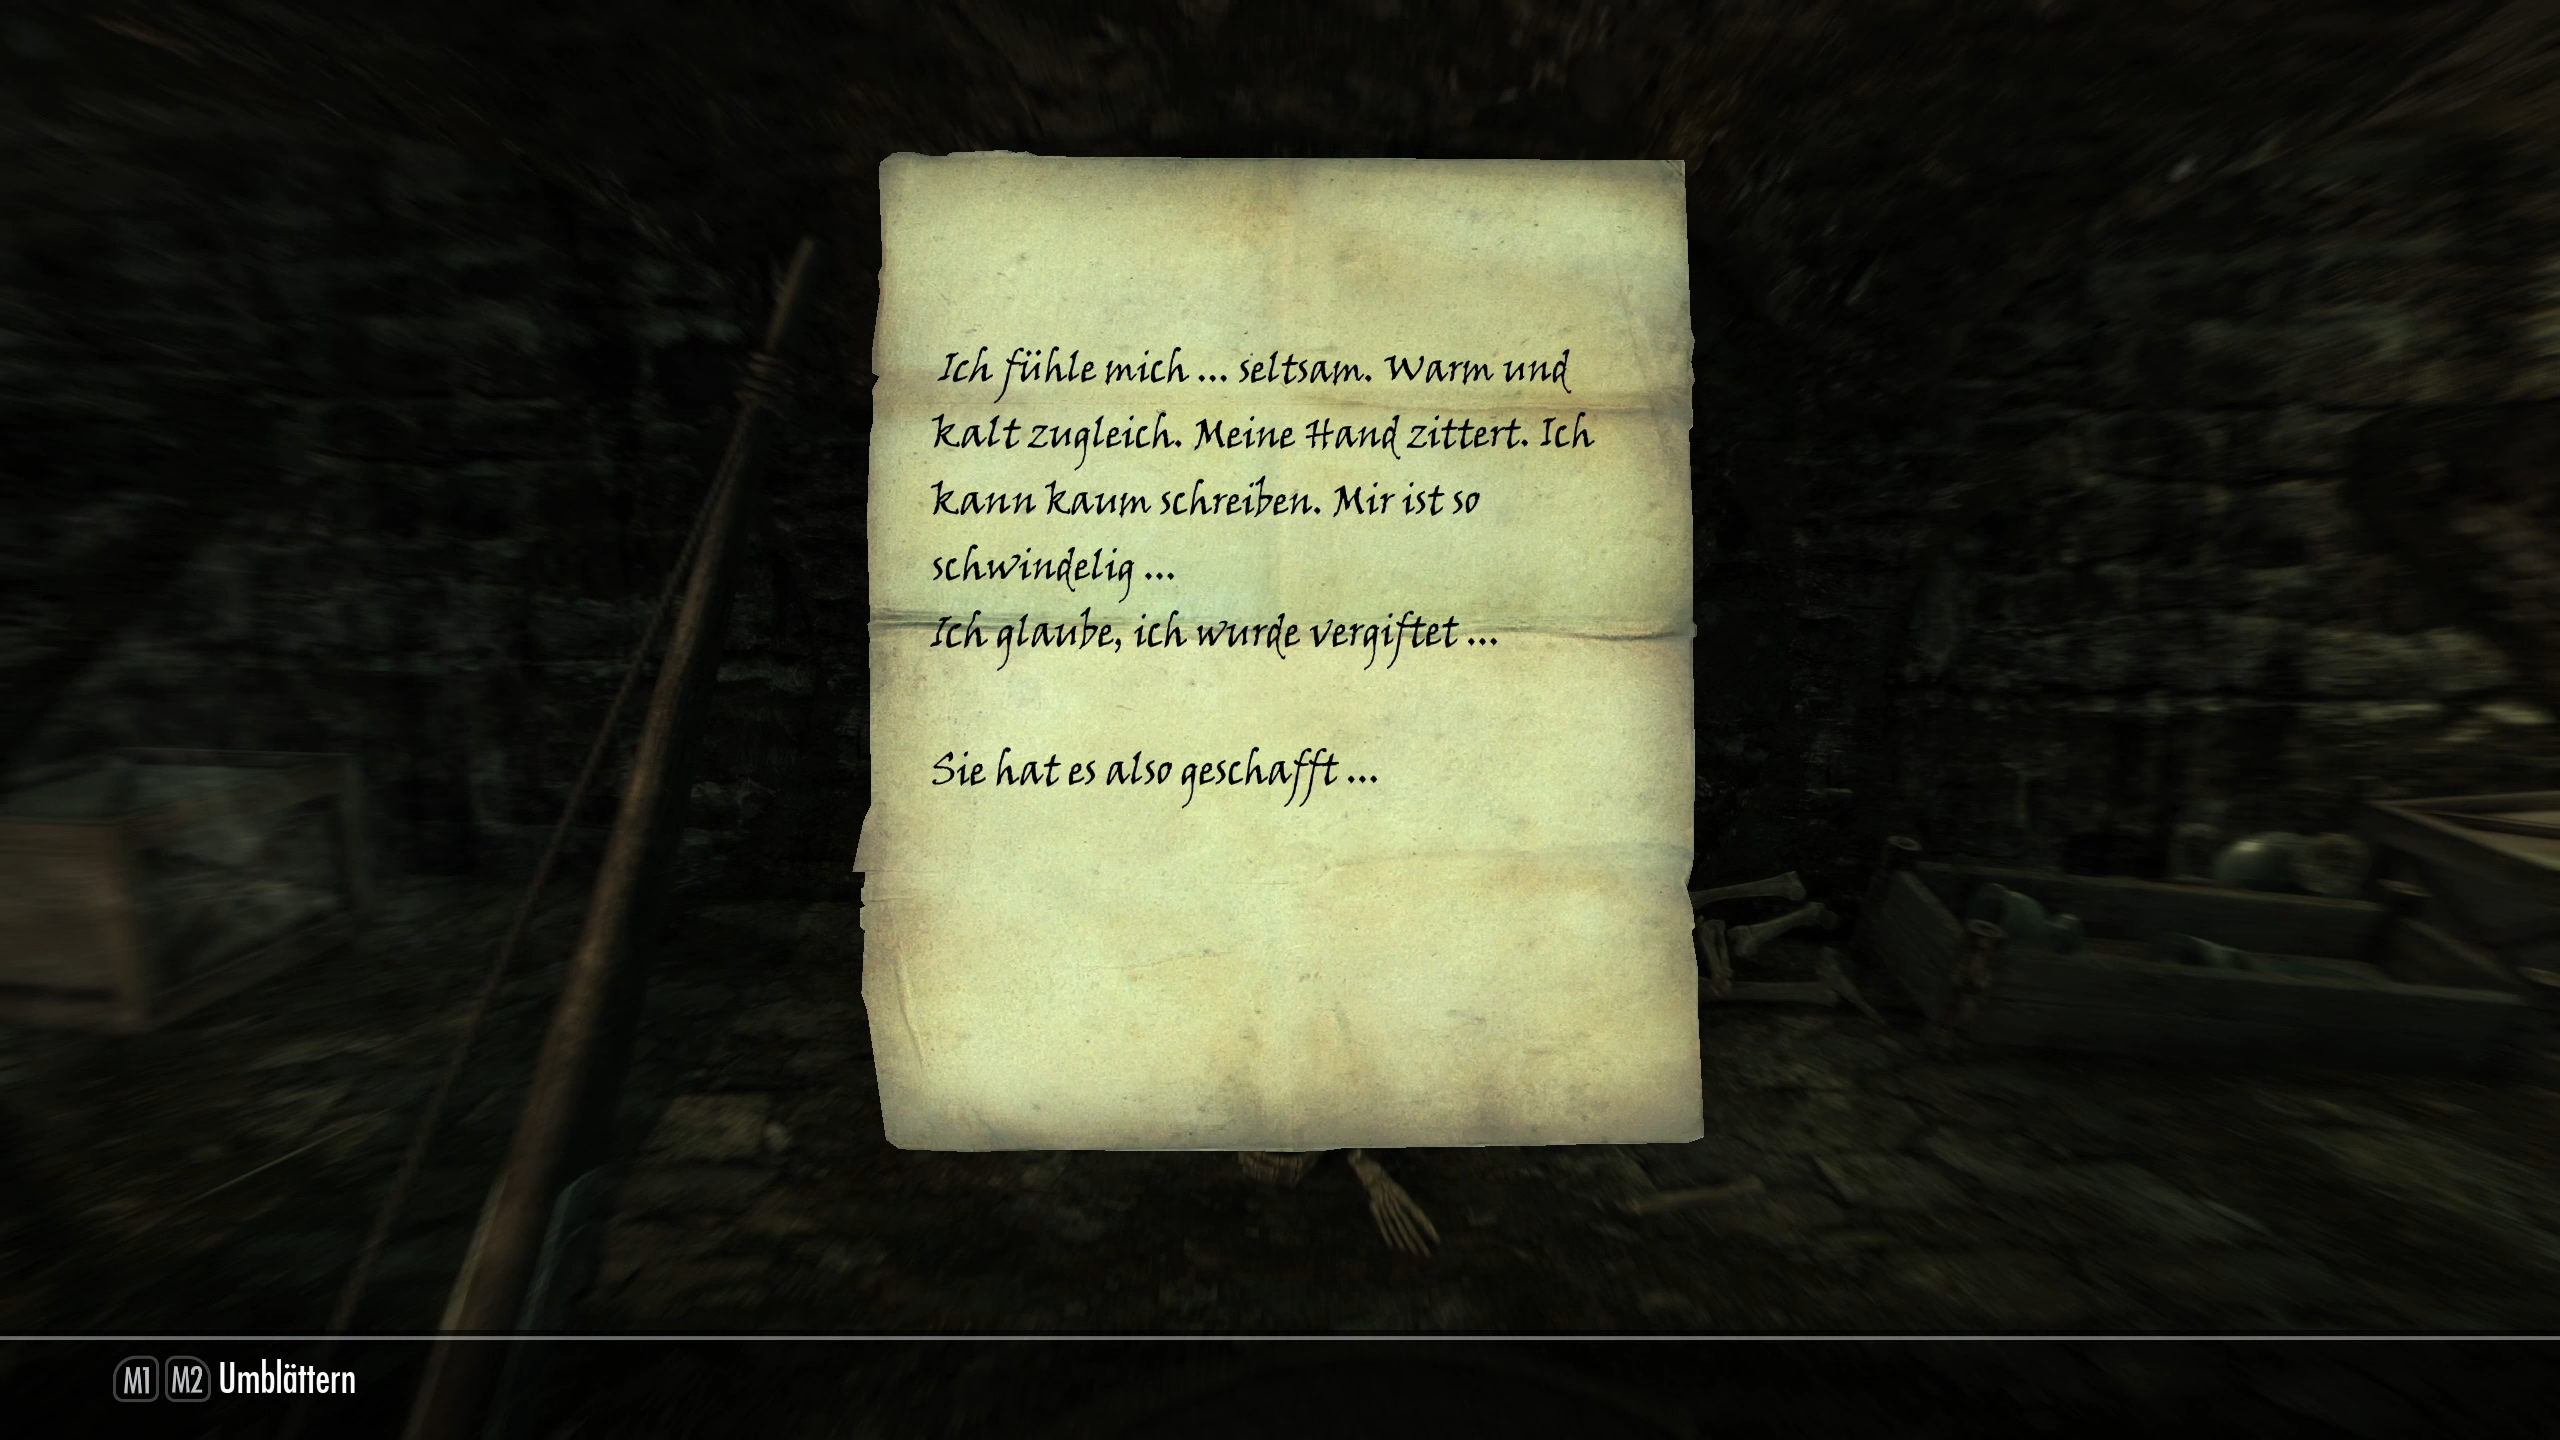 Ich fühle mich ... seltsam. Warm und
kalt zugleich. Meine Hand zittert. Ich
kann kaum schreiben. Mir ist so
schwindelig ...
Ich glaube, ich wurde vergiftet ...
Sie hat es also geschafft ...
M1 M2 Umblättern